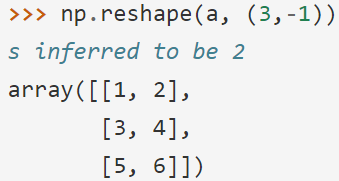 >>> np.reshape(a, (3,-1))
s inferred to be 2
array([[1, 2],
       [3, 4],
       [5, 6]])